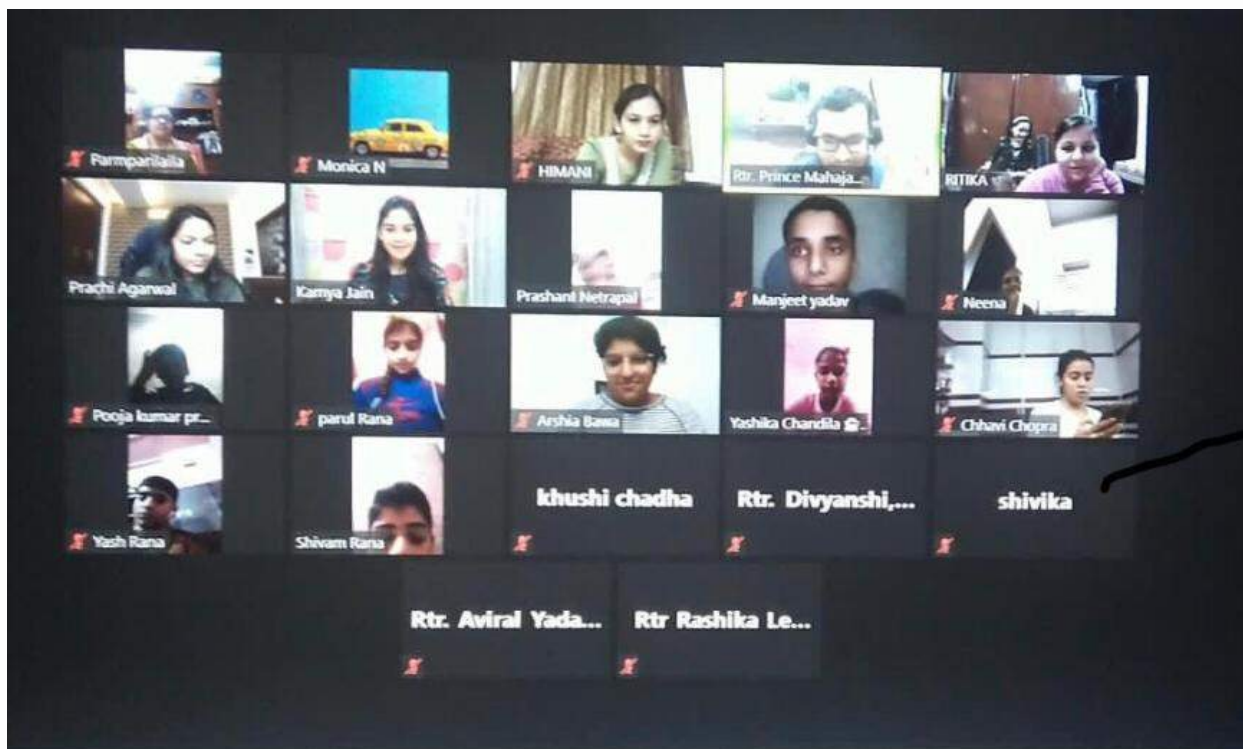 Parmparilaila
Monica N
HIMANI
Rtr. Prince Mahaja...
RITIKA
Prachi Agarwal
Kamya Jain
Prashant Netrapal
Manjeet yadav
Neena
Pooja kumar pr...
parul Rana
Arshia Bawa
Yashika Chandila
Chhavi Chopra
Yash Rana
Shivam Rana
khushi chadha
Rtr. Divyanshi,...
shivika
Rtr. Aviral Yada...
Rtr Rashika Le...